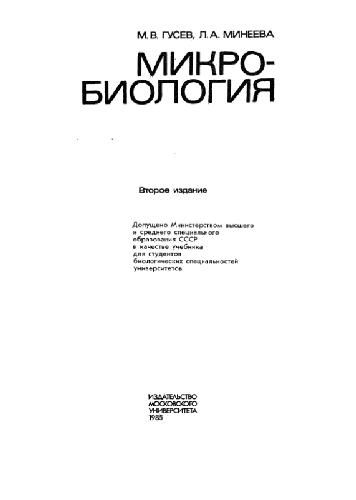 М.В. ГУСЕВ, Л.А. МИНЕЕВА
МИКРО-
БИОЛОГИЯ
Второе издание
Допущено Министерством высшего
и среднего специального
образования СССР
в качестве учебника
для студентов
биологических специальностей
университетов
ИЗДАТЕЛЬСТВО
МОСКОВСКОГО
УНИВЕРСИТЕТА
1985